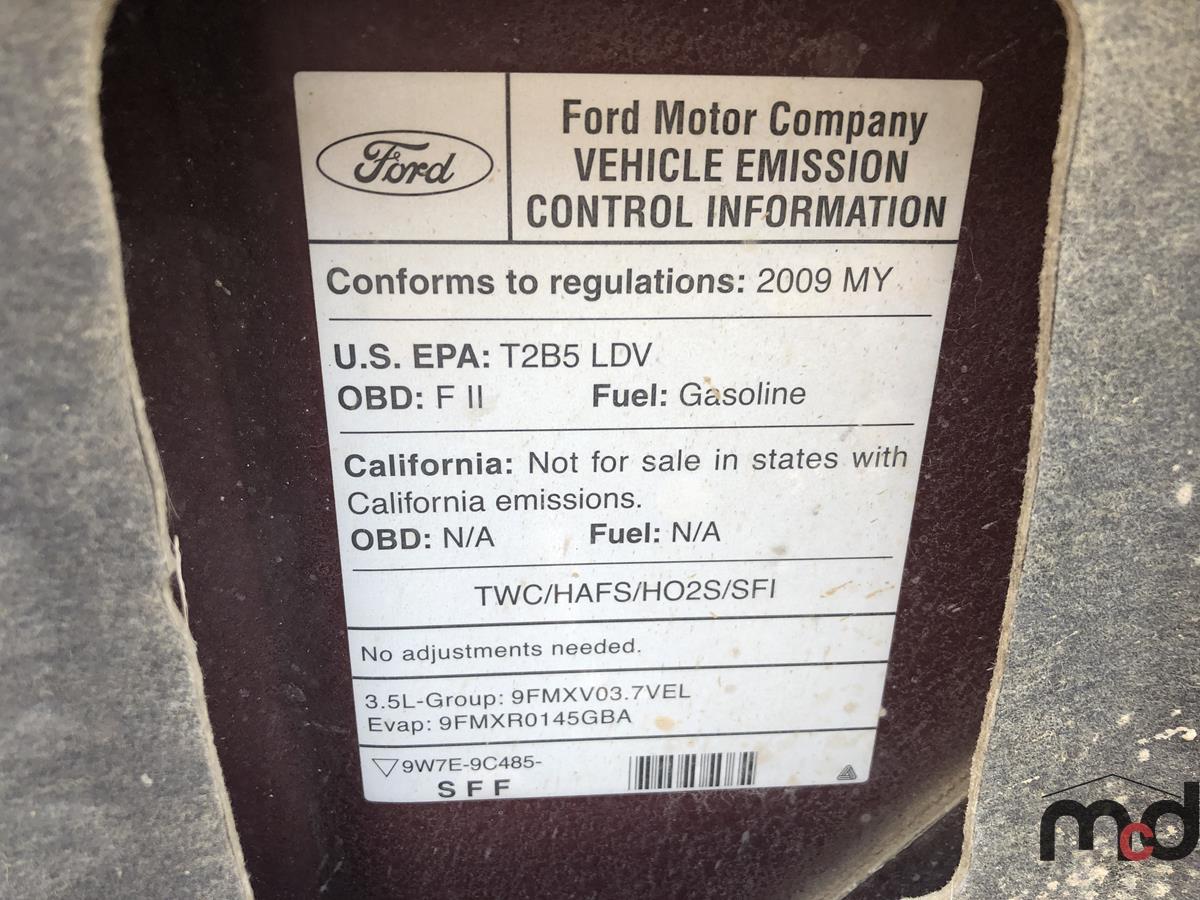 Ford
Ford Motor Company
VEHICLE EMISSION
CONTROL INFORMATION
Conforms to regulations: 2009 MY
U.S. EPA: T2B5 LDV
OBD: F II Fuel: Gasoline
California: Not for sale in states with
California emissions.
OBD: N/A Fuel: N/A
TWC/HAFS/HO2S/SFI
No adjustments needed.
3.5L-Group: 9FMXV03.7VEL
Evap: 9FMXR0145GBA
9W7E-9C485-
SFF
mcd